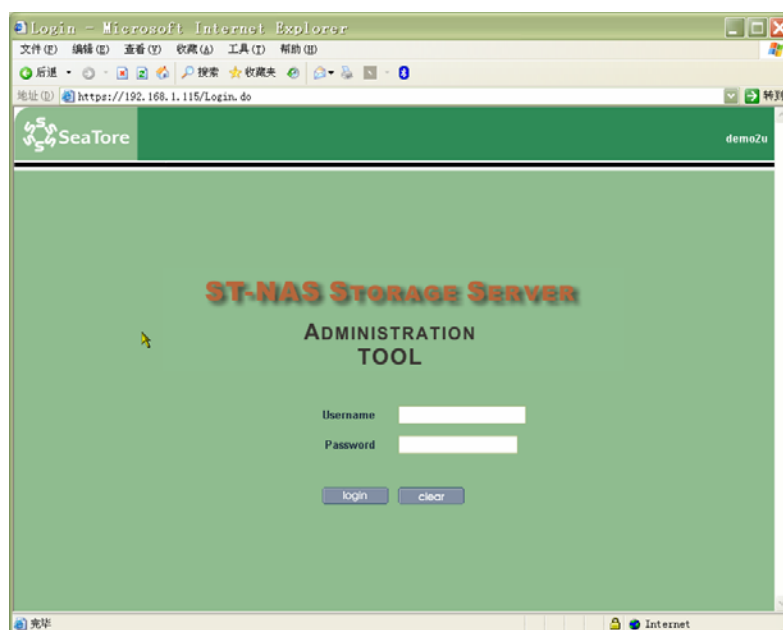 Login - Microsoft Internet Explorer
文件(F) 编辑(E) 查看(V) 收藏(A) 工具(T) 帮助(H)
后退 搜索 收藏夹
地址(D) https://192.168.1.115/Login.do 转到
SeaTore
demo2u
ST-NAS STORAGE SERVER
ADMINISTRATION
TOOL
Username
Password
login clear
完毕 Internet